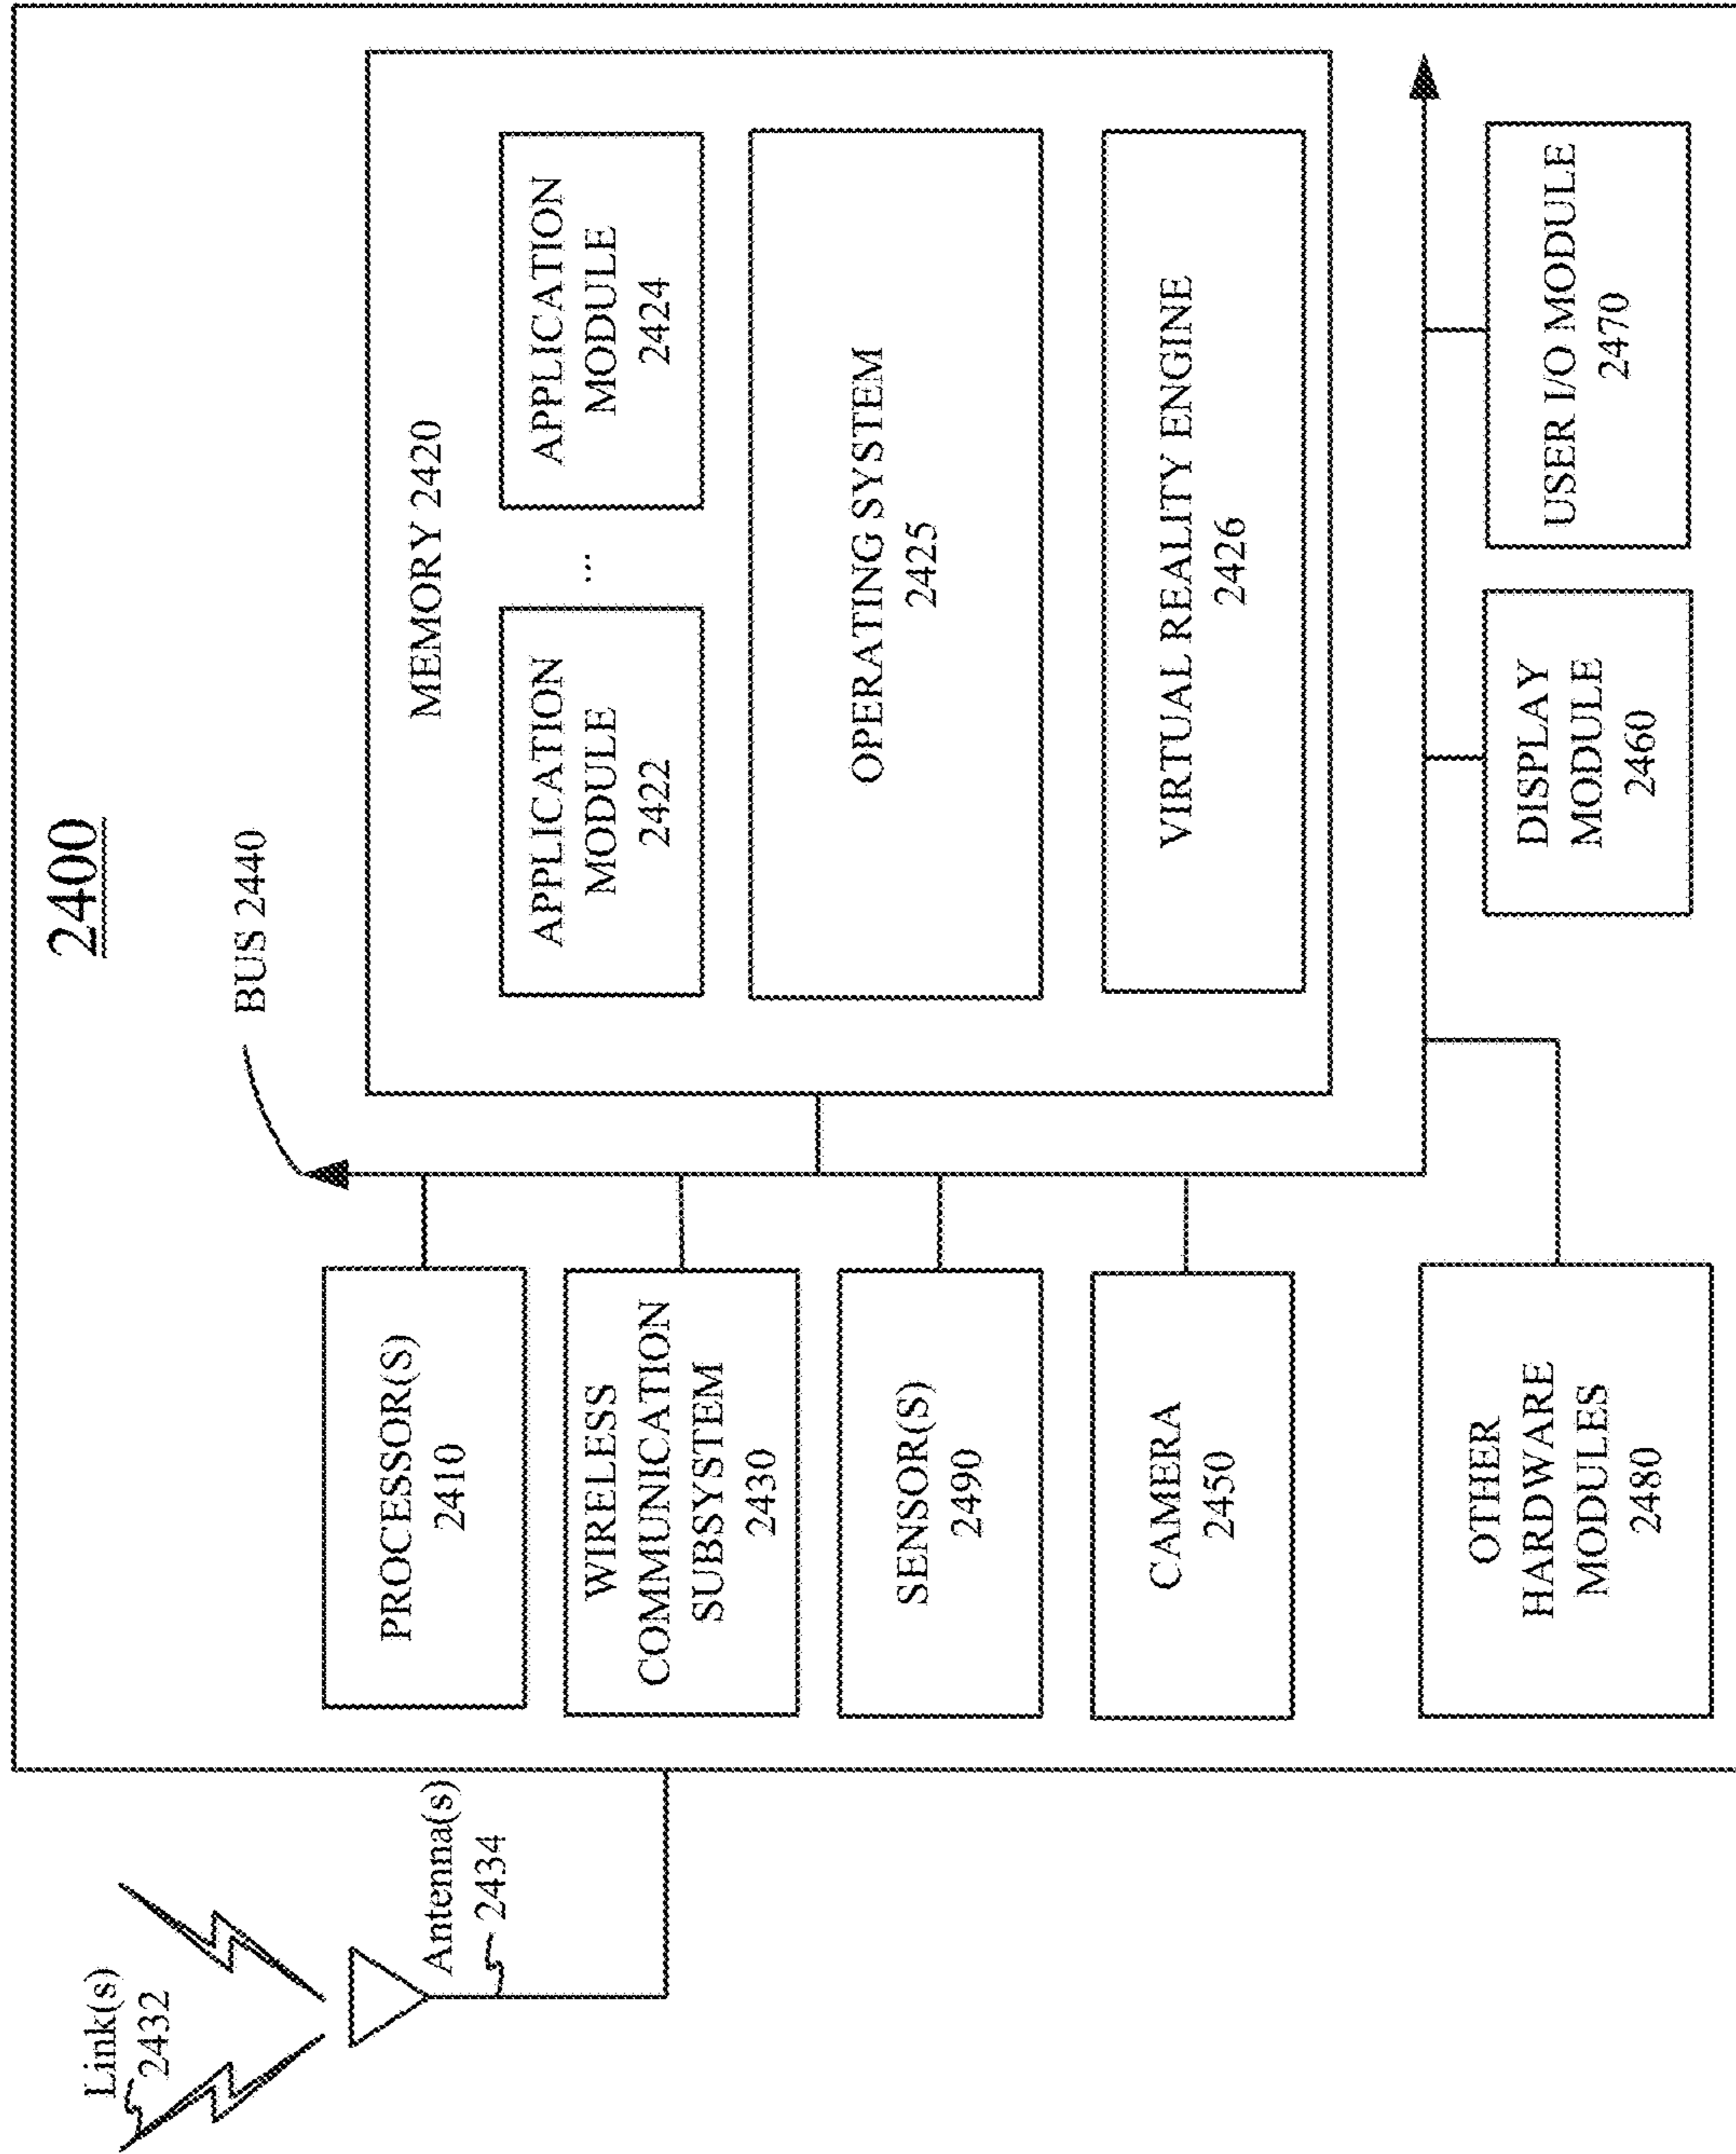 2400
Link(s)
2432
Antenna(s)
2434
BUS 2440
PROCESSOR(S)
2410
WIRELESS
COMMUNICATION
SUBSYSTEM
2430
SENSOR(S)
2490
CAMERA
2450
OTHER
HARDWARE
MODULES
2480
MEMORY 2420
APPLICATION
MODULE
2422
...
APPLICATION
MODULE
2424
OPERATING SYSTEM
2425
VIRTUAL REALITY ENGINE
2426
DISPLAY
MODULE
2460
USER I/O MODULE
2470